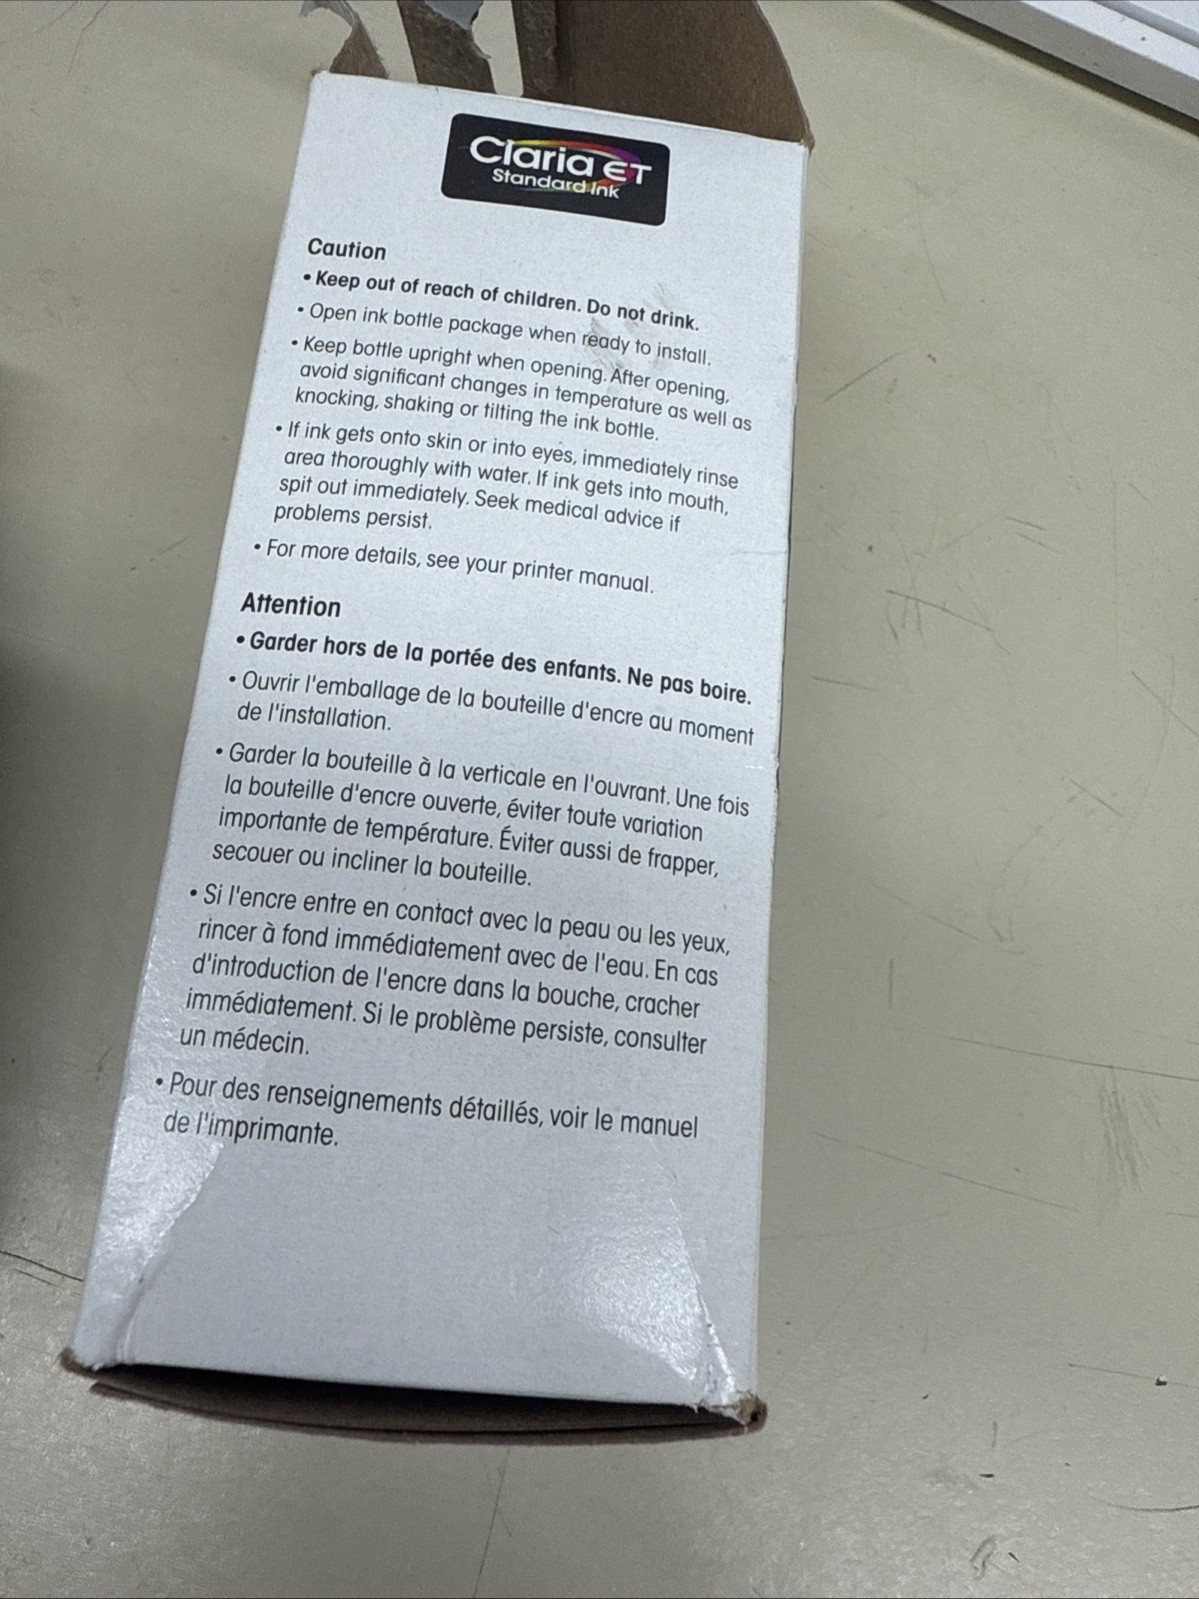 Claria ET
Standard Ink
Caution
• Keep out of reach of children. Do not drink.
• Open ink bottle package when ready to install.
• Keep bottle upright when opening. After opening,
avoid significant changes in temperature as well as
knocking, shaking or tilting the ink bottle.
• If ink gets onto skin or into eyes, immediately rinse
area thoroughly with water. If ink gets into mouth,
spit out immediately. Seek medical advice if
problems persist.
• For more details, see your printer manual.
Attention
• Garder hors de la portée des enfants. Ne pas boire.
• Ouvrir l'emballage de la bouteille d'encre au moment
de l'installation.
• Garder la bouteille à la verticale en l'ouvrant. Une fois
la bouteille d'encre ouverte, éviter toute variation
importante de température. Éviter aussi de frapper,
secouer ou incliner la bouteille.
• Si l'encre entre en contact avec la peau ou les yeux,
rincer à fond immédiatement avec de l'eau. En cas
d'introduction de l'encre dans la bouche, cracher
immédiatement. Si le problème persiste, consulter
un médecin.
• Pour des renseignements détaillés, voir le manuel
de l'imprimante.